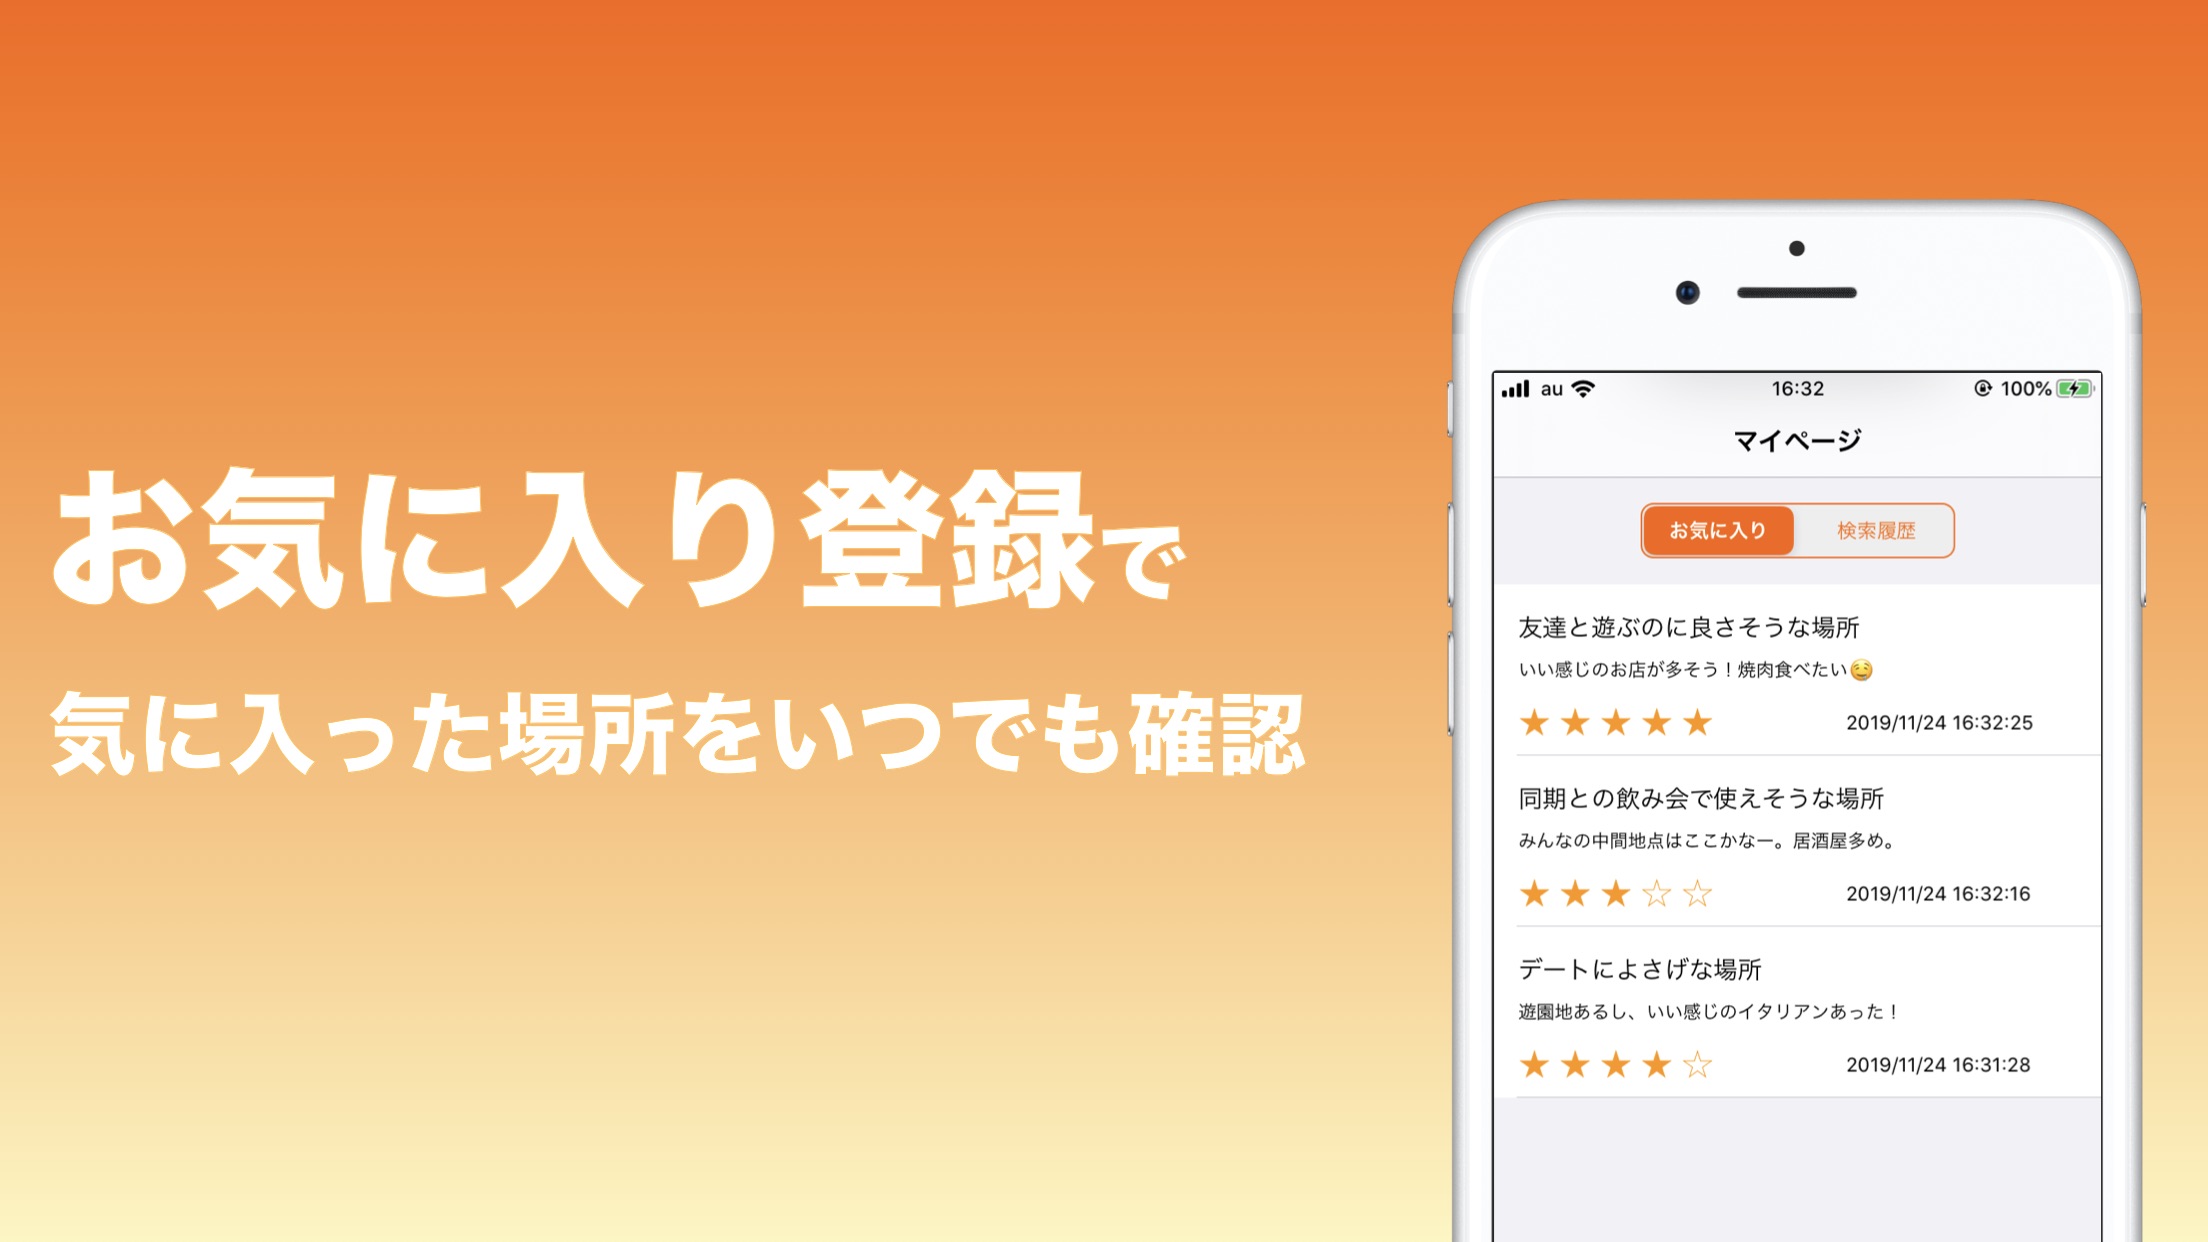 お気に入り登録で
気に入った場所をいつでも確認
au 16:32 100%
マイページ
お気に入り 検索履歴
友達と遊ぶのに良さそうな場所
いい感じのお店が多そう！焼肉食べたい🤤
★★★★★ 2019/11/24 16:32:25
同期との飲み会で使えそうな場所
みんなの中間地点はここかなー。居酒屋多め。
★★★☆☆ 2019/11/24 16:32:16
デートによさげな場所
遊園地あるし、いい感じのイタリアンあった！
★★★★☆ 2019/11/24 16:31:28